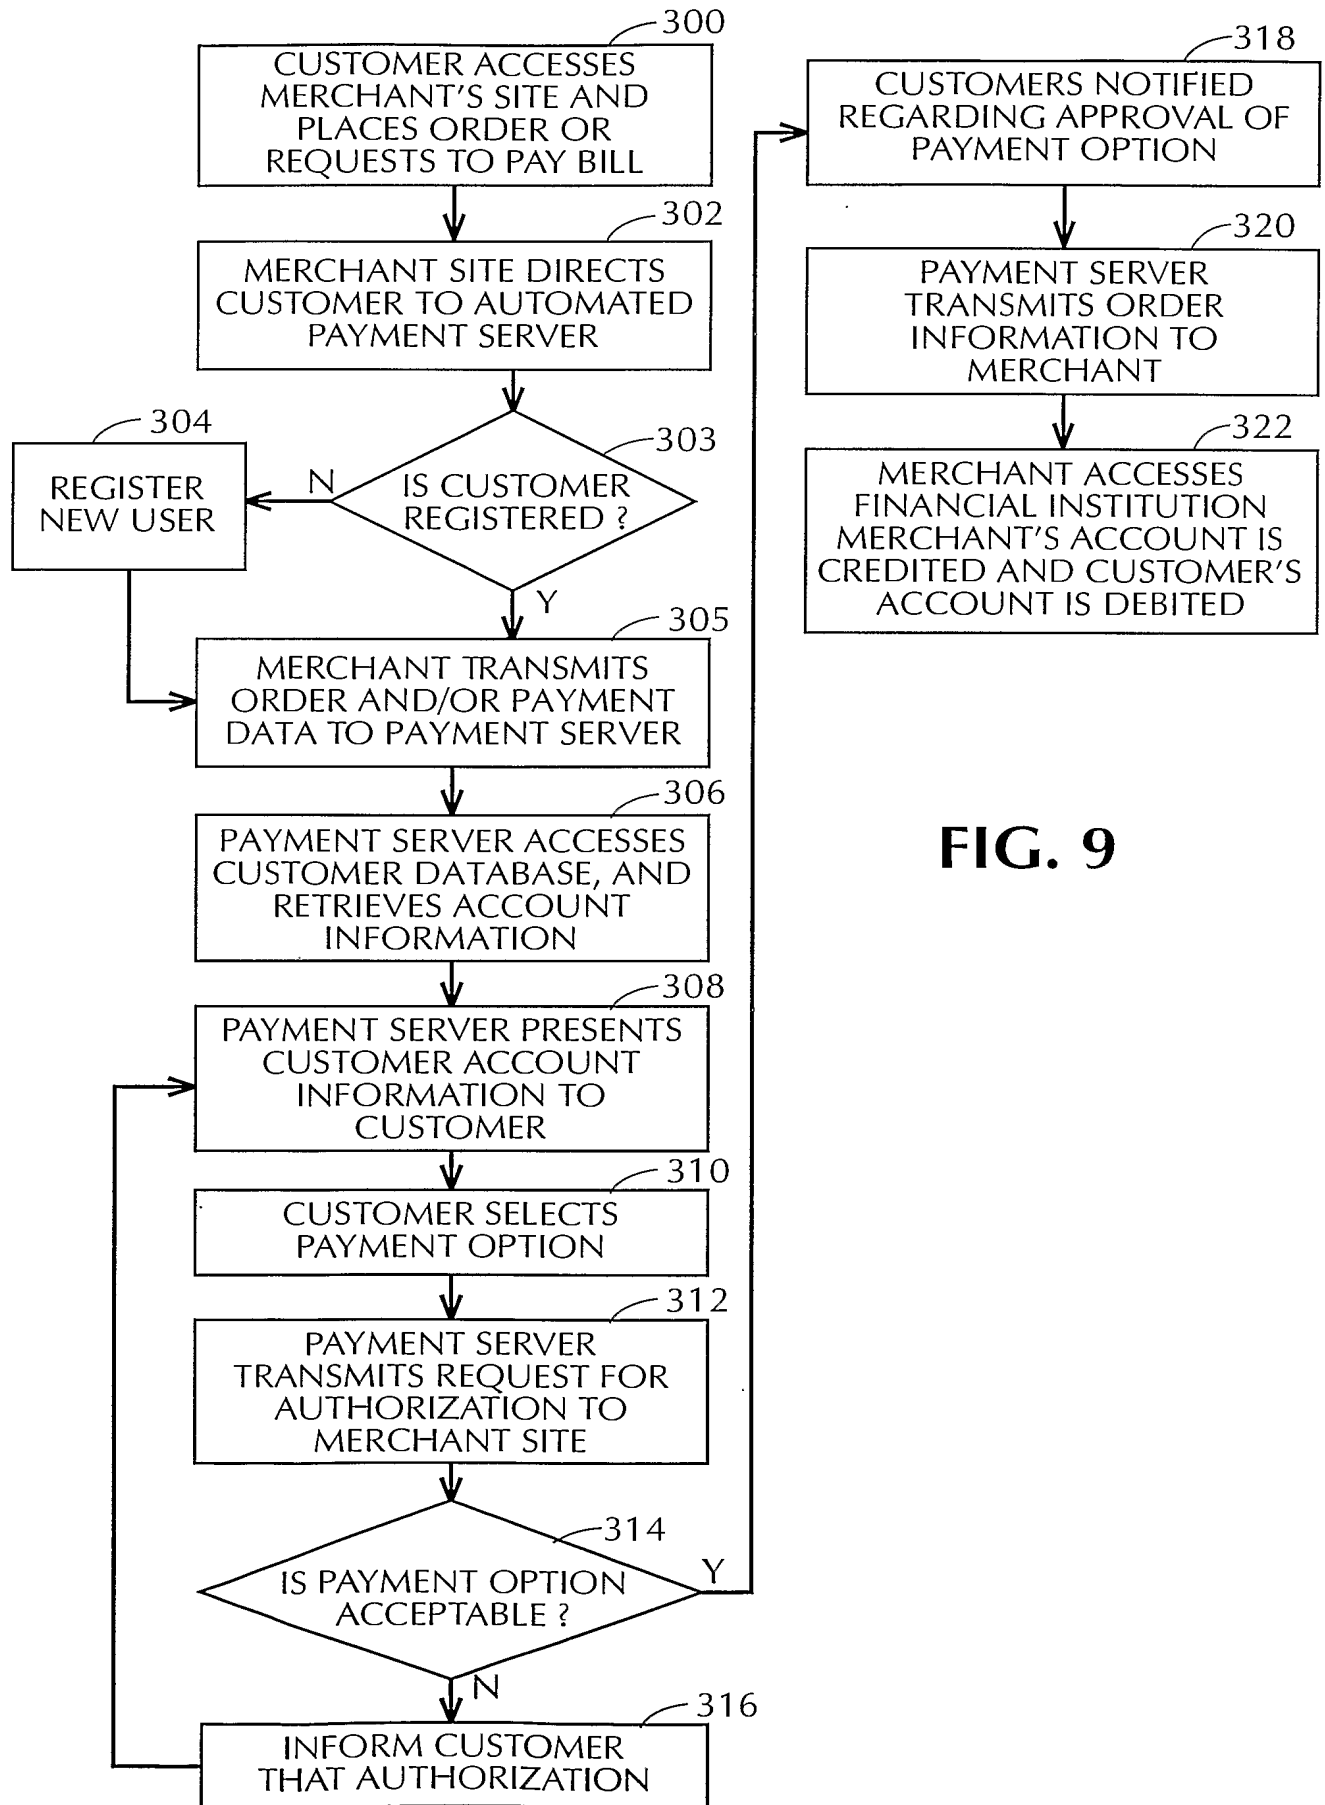 300
CUSTOMER ACCESSES
MERCHANT'S SITE AND
PLACES ORDER OR
REQUESTS TO PAY BILL
302
MERCHANT SITE DIRECTS
CUSTOMER TO AUTOMATED
PAYMENT SERVER
303
IS CUSTOMER
REGISTERED ?
N
Y
304
REGISTER
NEW USER
305
MERCHANT TRANSMITS
ORDER AND/OR PAYMENT
DATA TO PAYMENT SERVER
306
PAYMENT SERVER ACCESSES
CUSTOMER DATABASE, AND
RETRIEVES ACCOUNT
INFORMATION
308
PAYMENT SERVER PRESENTS
CUSTOMER ACCOUNT
INFORMATION TO
CUSTOMER
310
CUSTOMER SELECTS
PAYMENT OPTION
312
PAYMENT SERVER
TRANSMITS REQUEST FOR
AUTHORIZATION TO
MERCHANT SITE
314
IS PAYMENT OPTION
ACCEPTABLE ?
Y
N
316
INFORM CUSTOMER
THAT AUTHORIZATION
318
CUSTOMERS NOTIFIED
REGARDING APPROVAL OF
PAYMENT OPTION
320
PAYMENT SERVER
TRANSMITS ORDER
INFORMATION TO
MERCHANT
322
MERCHANT ACCESSES
FINANCIAL INSTITUTION
MERCHANT'S ACCOUNT IS
CREDITED AND CUSTOMER'S
ACCOUNT IS DEBITED
FIG. 9